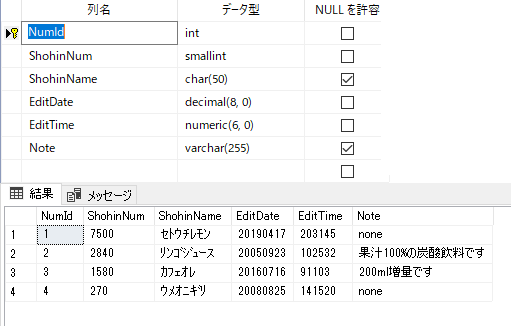 列名 データ型 NULL を許容
NumId int
ShohinNum smallint
ShohinName char(50)
EditDate decimal(8, 0)
EditTime numeric(6, 0)
Note varchar(255)
結果 メッセージ
NumId ShohinNum ShohinName EditDate EditTime Note
1 1 7500 セトウチレモン 20190417 203145 none
2 2 2840 リンゴジュース 20050923 102532 果汁100%の炭酸飲料です
3 3 1580 カフェオレ 20160716 91103 200ml増量です
4 4 270 ウメオニギリ 20080825 141520 none